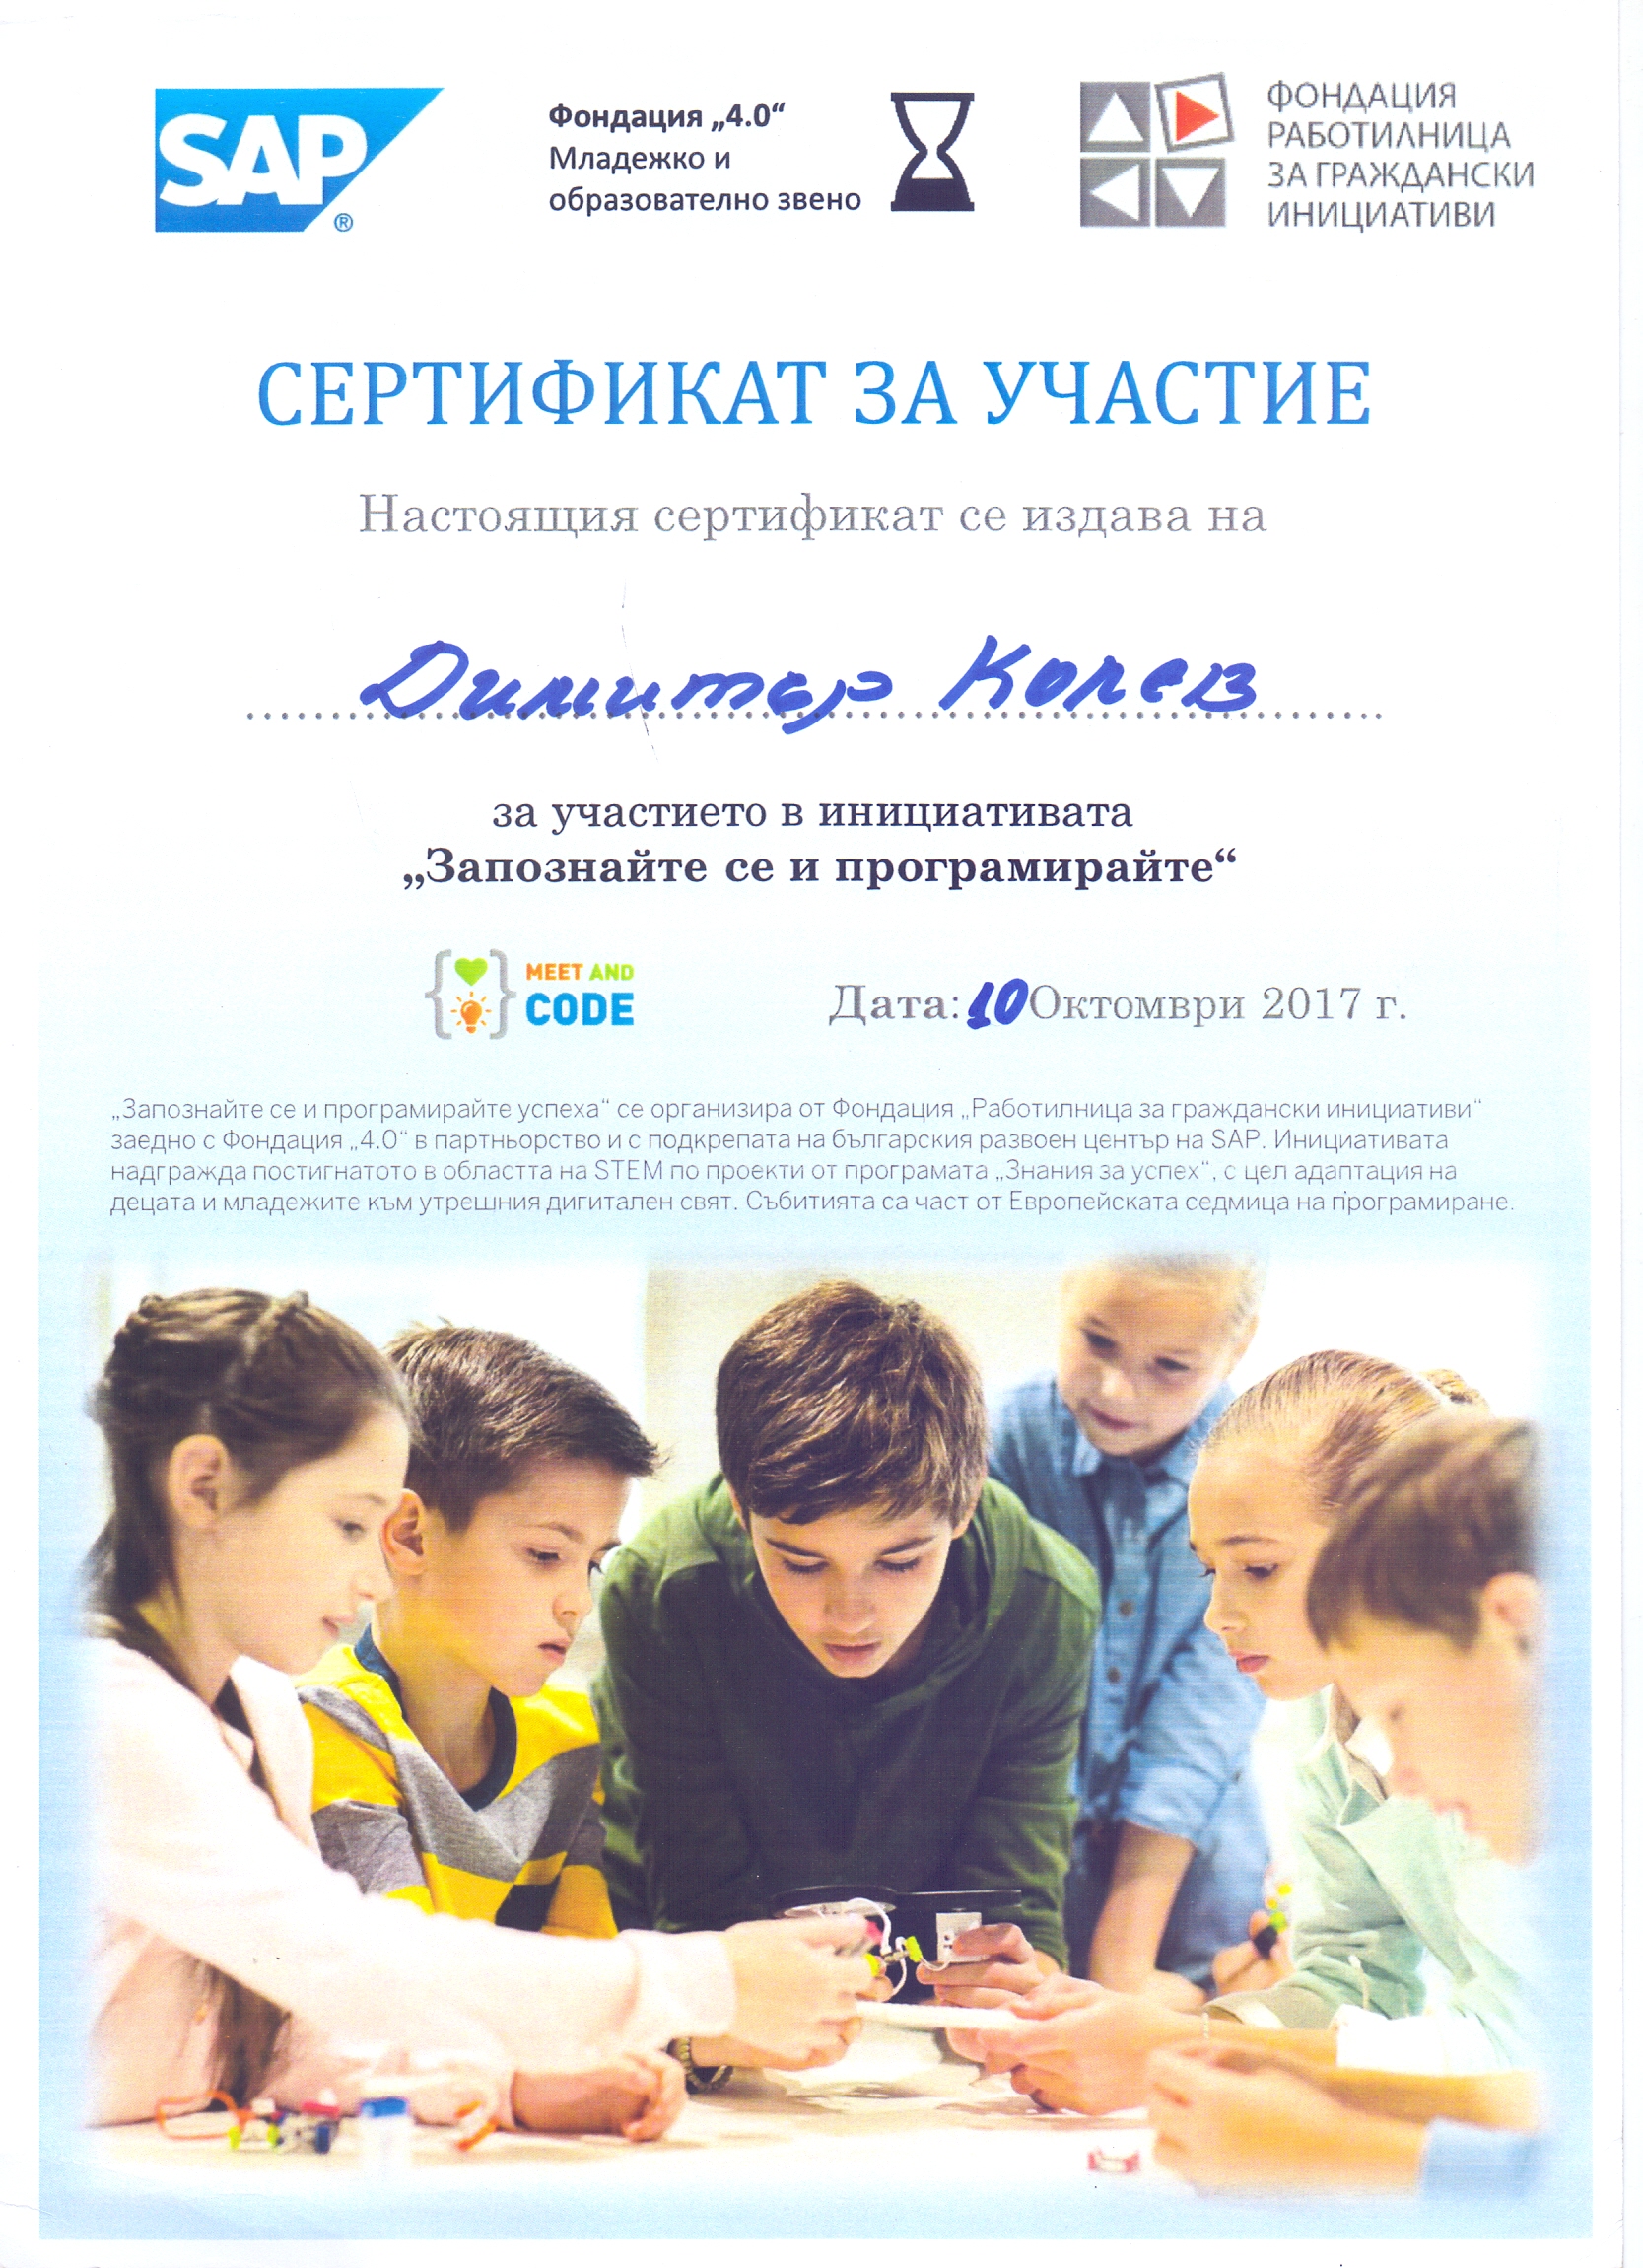 SAP®
Фондация „4.0“
Младежко и
образователно звено
ФОНДАЦИЯ
РАБОТИЛНИЦА
ЗА ГРАЖДАНСКИ
ИНИЦИАТИВИ
СЕРТИФИКАТ ЗА УЧАСТИЕ
Настоящия сертификат се издава на
Димитър Колев
за участието в инициативата
„Запознайте се и програмирайте“
MEET AND
CODE
Дата: 10 Октомври 2017 г.
„Запознайте се и програмирайте успеха“ се организира от Фондация „Работилница за граждански инициативи“
заедно с Фондация „4.0“ в партньорство и с подкрепата на българския развоен център на SAP. Инициативата
надгражда постигнатото в областта на STEM по проекти от програмата „Знания за успех“, с цел адаптация на
децата и младежите към утрешния дигитален свят. Събитията са част от Европейската седмица на програмиране.